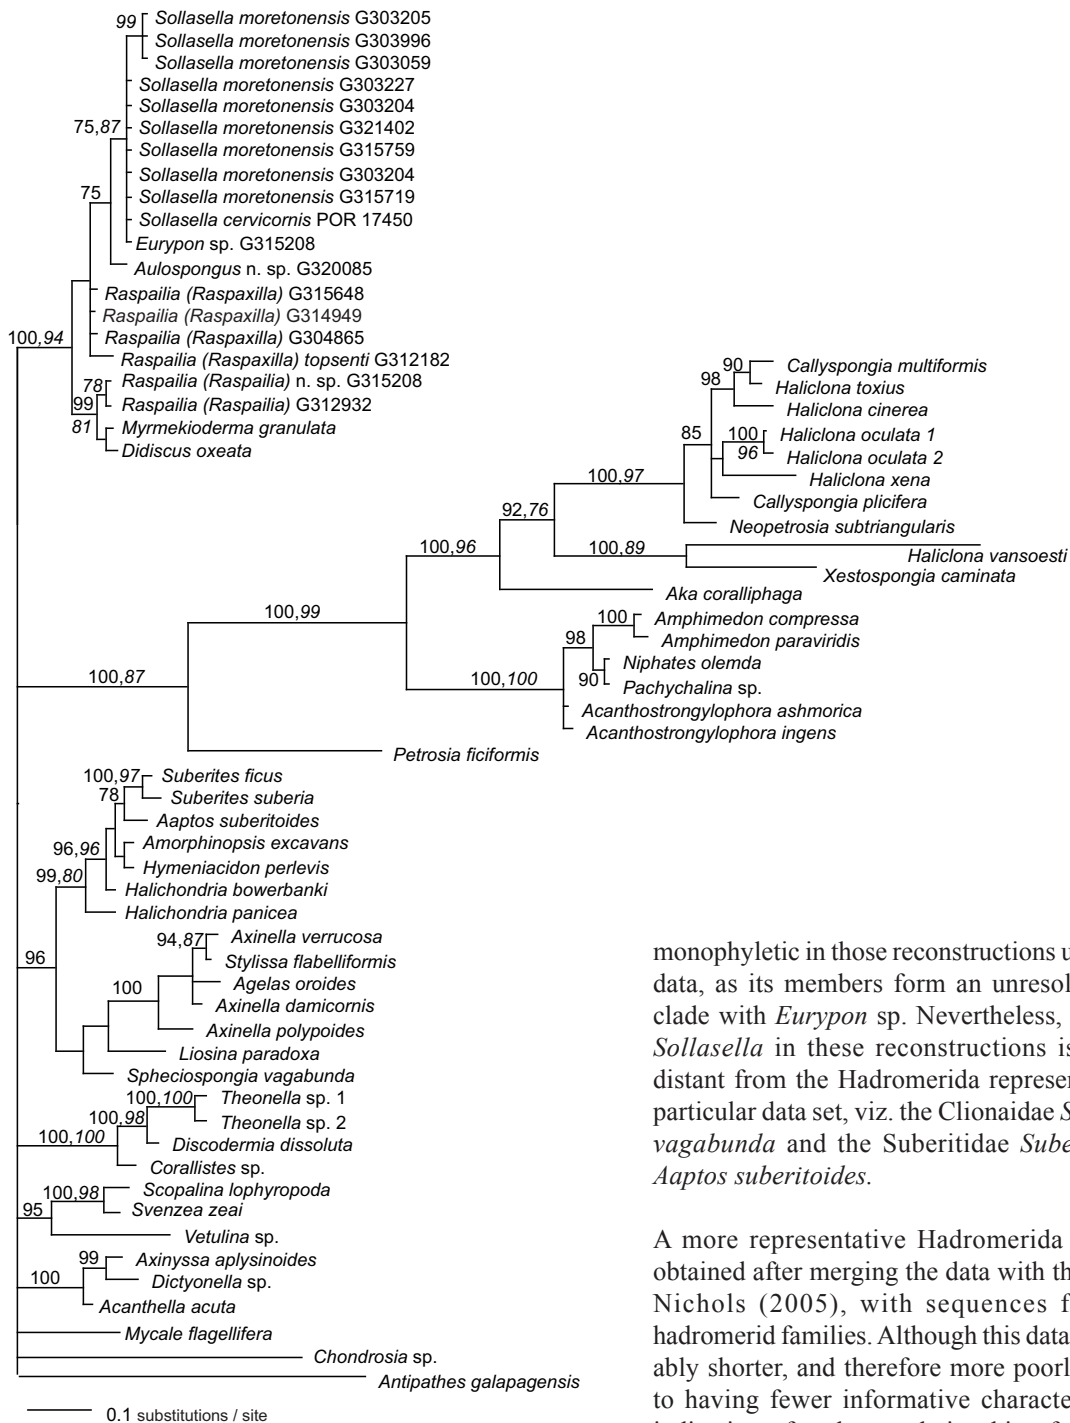 99
Sollasella moretonensis G303205
Sollasella moretonensis G303996
Sollasella moretonensis G303059
Sollasella moretonensis G303227
Sollasella moretonensis G303204
75,87
Sollasella moretonensis G321402
Sollasella moretonensis G315759
Sollasella moretonensis G303204
75
Sollasella moretonensis G315719
Sollasella cervicornis POR 17450
Eurypon sp. G315208
Aulospongus n. sp. G320085
Raspailia (Raspaxilla) G315648
Raspailia (Raspaxilla) G314949
100,94
Raspailia (Raspaxilla) G304865
Raspailia (Raspaxilla) topsenti G312182
78
Raspailia (Raspailia) n. sp. G315208
99
Raspailia (Raspailia) G312932
81
Myrmekioderma granulata
Didiscus oxeata
90
Callyspongia multiformis
98
Haliclona toxius
Haliclona cinerea
85
100
Haliclona oculata 1
96
Haliclona oculata 2
100,97
Haliclona xena
Callyspongia plicifera
92,76
Neopetrosia subtriangularis
100,96
100,89
Haliclona vansoesti
Xestospongia caminata
Aka coralliphaga
100,99
100
Amphimedon compressa
98
Amphimedon paraviridis
Niphates olemda
100,87
100,100
90
Pachychalina sp.
Acanthostrongylophora ashmorica
Acanthostrongylophora ingens
Petrosia ficiformis
100,97
Suberites ficus
78
Suberites suberia
Aaptos suberitoides
Amorphinopsis excavans
96,96
Hymeniacidon perlevis
99,80
Halichondria bowerbanki
Halichondria panicea
94,87
Axinella verrucosa
96
Stylissa flabelliformis
100
Agelas oroides
Axinella damicornis
Axinella polypoides
Liosina paradoxa
Spheciospongia vagabunda
100,100
Theonella sp. 1
100,98
Theonella sp. 2
100,100
Discodermia dissoluta
Corallistes sp.
100,98
Scopalina lophyropoda
95
Svenzea zeai
Vetulina sp.
99
Axinyssa aplysinoides
100
Dictyonella sp.
Acanthella acuta
Mycale flagellifera
Chondrosia sp.
Antipathes galapagensis
0.1 substitutions / site
monophyletic in those reconstructions u
data, as its members form an unresol
clade with Eurypon sp. Nevertheless,
Sollasella in these reconstructions is
distant from the Hadromerida represer
particular data set, viz. the Clionaidae S
vagabunda and the Suberitidae Sube
Aaptos suberitoides.
A more representative Hadromerida
obtained after merging the data with th
Nichols (2005), with sequences f
hadromerid families. Although this data
ably shorter, and therefore more poorl
to having fewer informative characte